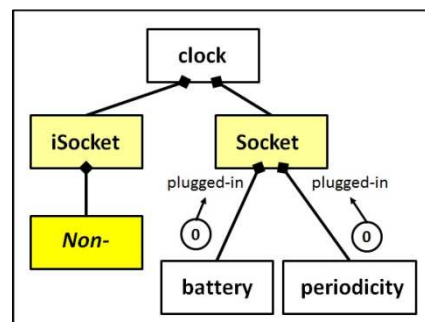 clock
iSocket
Socket
plugged-in
plugged-in
0
0
Non-
battery
periodicity